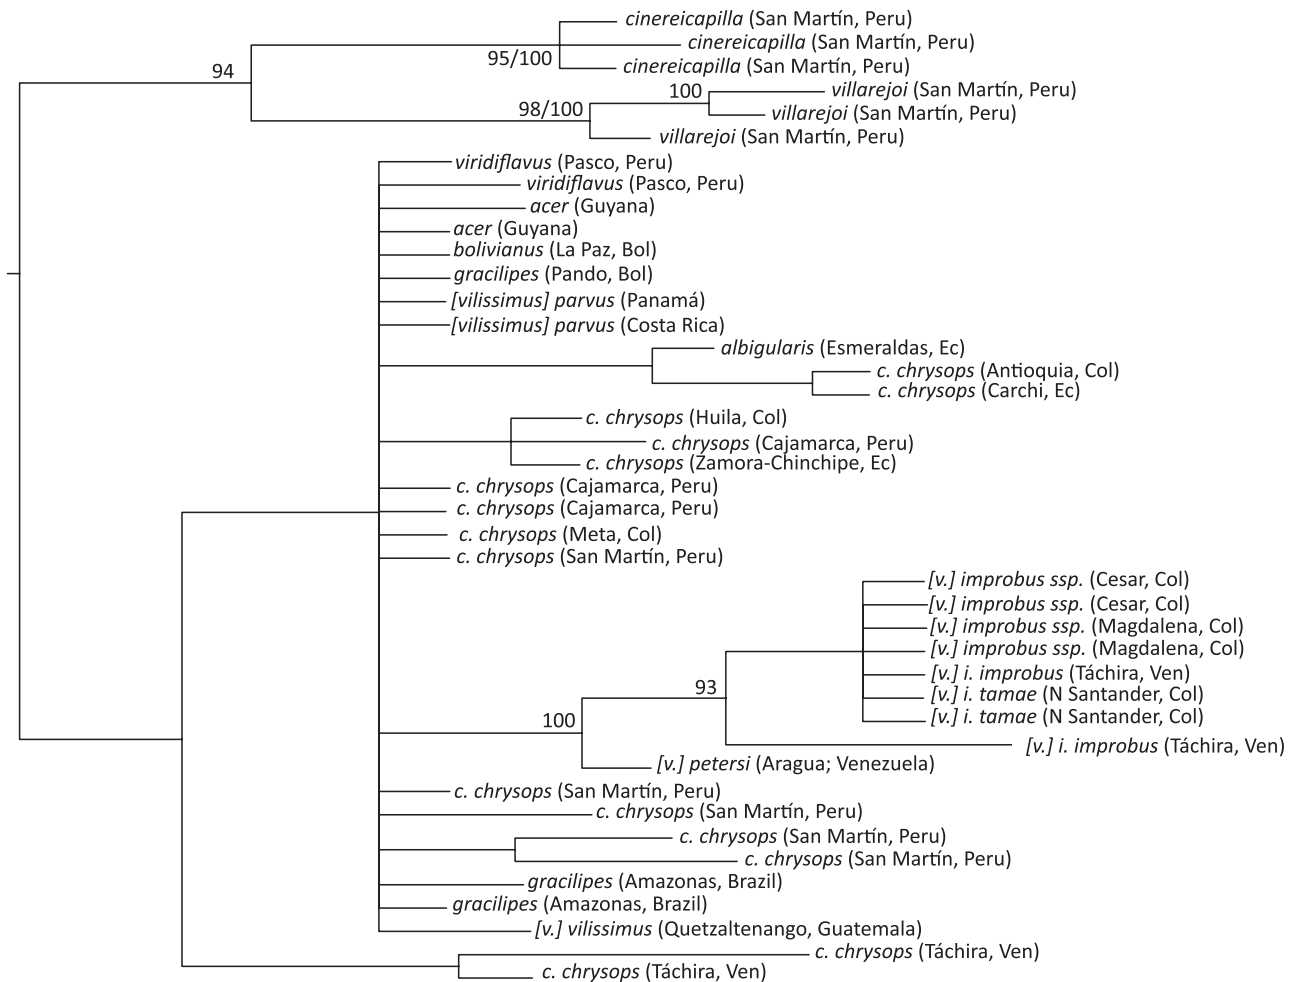 cinereicapilla (San Martín, Peru)
cinereicapilla (San Martín, Peru)
95/100
cinereicapilla (San Martín, Peru)
94
100
villarejoi (San Martín, Peru)
98/100
villarejoi (San Martín, Peru)
villarejoi (San Martín, Peru)
viridiflavus (Pasco, Peru)
viridiflavus (Pasco, Peru)
acer (Guyana)
acer (Guyana)
bolivianus (La Paz, Bol)
gracilipes (Pando, Bol)
[vilissimus] parvus (Panamá)
[vilissimus] parvus (Costa Rica)
albigularis (Esmeraldas, Ec)
c. chrysops (Antioquia, Col)
c. chrysops (Carchi, Ec)
c. chrysops (Huila, Col)
c. chrysops (Cajamarca, Peru)
c. chrysops (Zamora-Chinchipe, Ec)
c. chrysops (Cajamarca, Peru)
c. chrysops (Cajamarca, Peru)
c. chrysops (Meta, Col)
c. chrysops (San Martín, Peru)
[v.] improbus ssp. (Cesar, Col)
[v.] improbus ssp. (Cesar, Col)
[v.] improbus ssp. (Magdalena, Col)
[v.] improbus ssp. (Magdalena, Col)
[v.] i. improbus (Táchira, Ven)
93
[v.] i. tamae (N Santander, Col)
[v.] i. tamae (N Santander, Col)
100
[v.] i. improbus (Táchira, Ven)
[v.] petersi (Aragua; Venezuela)
c. chrysops (San Martín, Peru)
c. chrysops (San Martín, Peru)
c. chrysops (San Martín, Peru)
c. chrysops (San Martín, Peru)
gracilipes (Amazonas, Brazil)
gracilipes (Amazonas, Brazil)
[v.] vilissimus (Quetzaltenango, Guatemala)
c. chrysops (Táchira, Ven)
c. chrysops (Táchira, Ven)